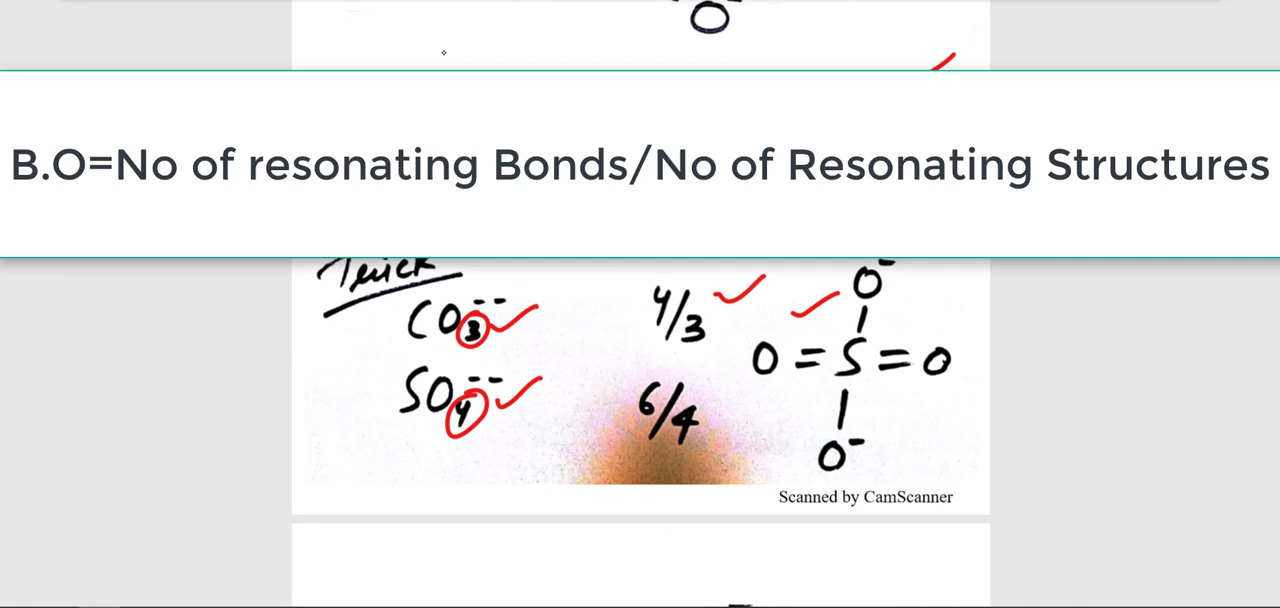 O
B.O=No of resonating Bonds/No of Resonating Structures
Trick
CO3-- 4/3
SO4-- 6/4
O-
O=S=O
O-
Scanned by CamScanner